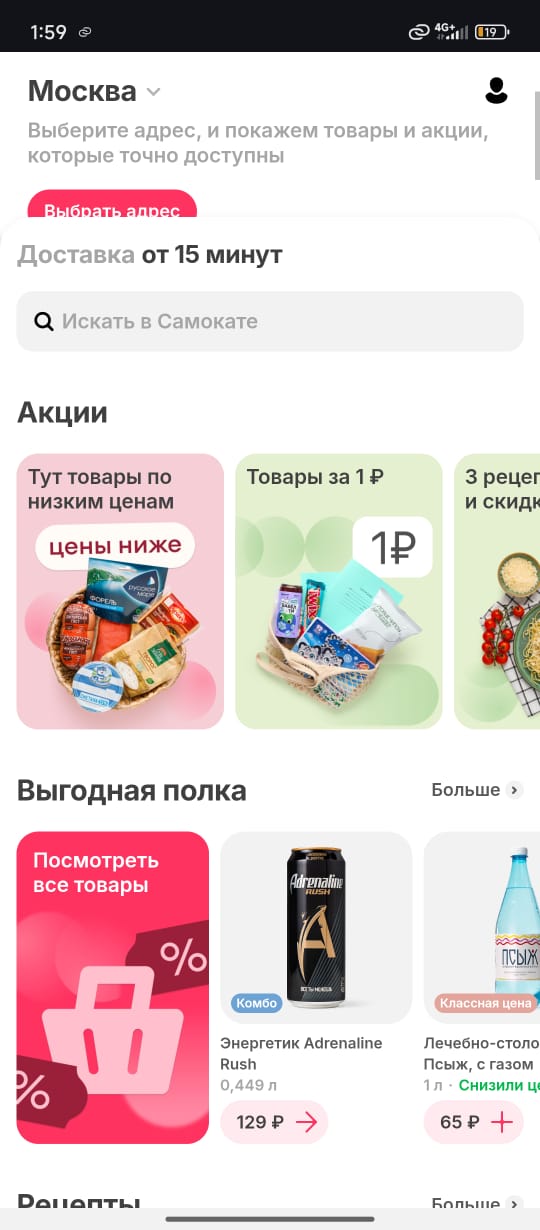 1:59
4G+
19
Москва
Выберите адрес, и покажем товары и акции,
которые точно доступны
Выбрать адрес
Доставка от 15 минут
Искать в Самокате
Акции
Тут товары по
низким ценам
цены ниже
русское
море
ФОРЕЛЬ
Товары за 1 ₽
1₽
TWIX
3 рецеп
и скидк
Выгодная полка
Больше
Посмотреть
все товары
%
%
Adrenaline
RUSH
Комбо
Энергетик Adrenaline
Rush
0,449 л
129 ₽
ПСЫЖ
Классная цена
Лечебно-столо
Псыж, с газом
1 л · Снизили це
65 ₽
Рецепты
Больше